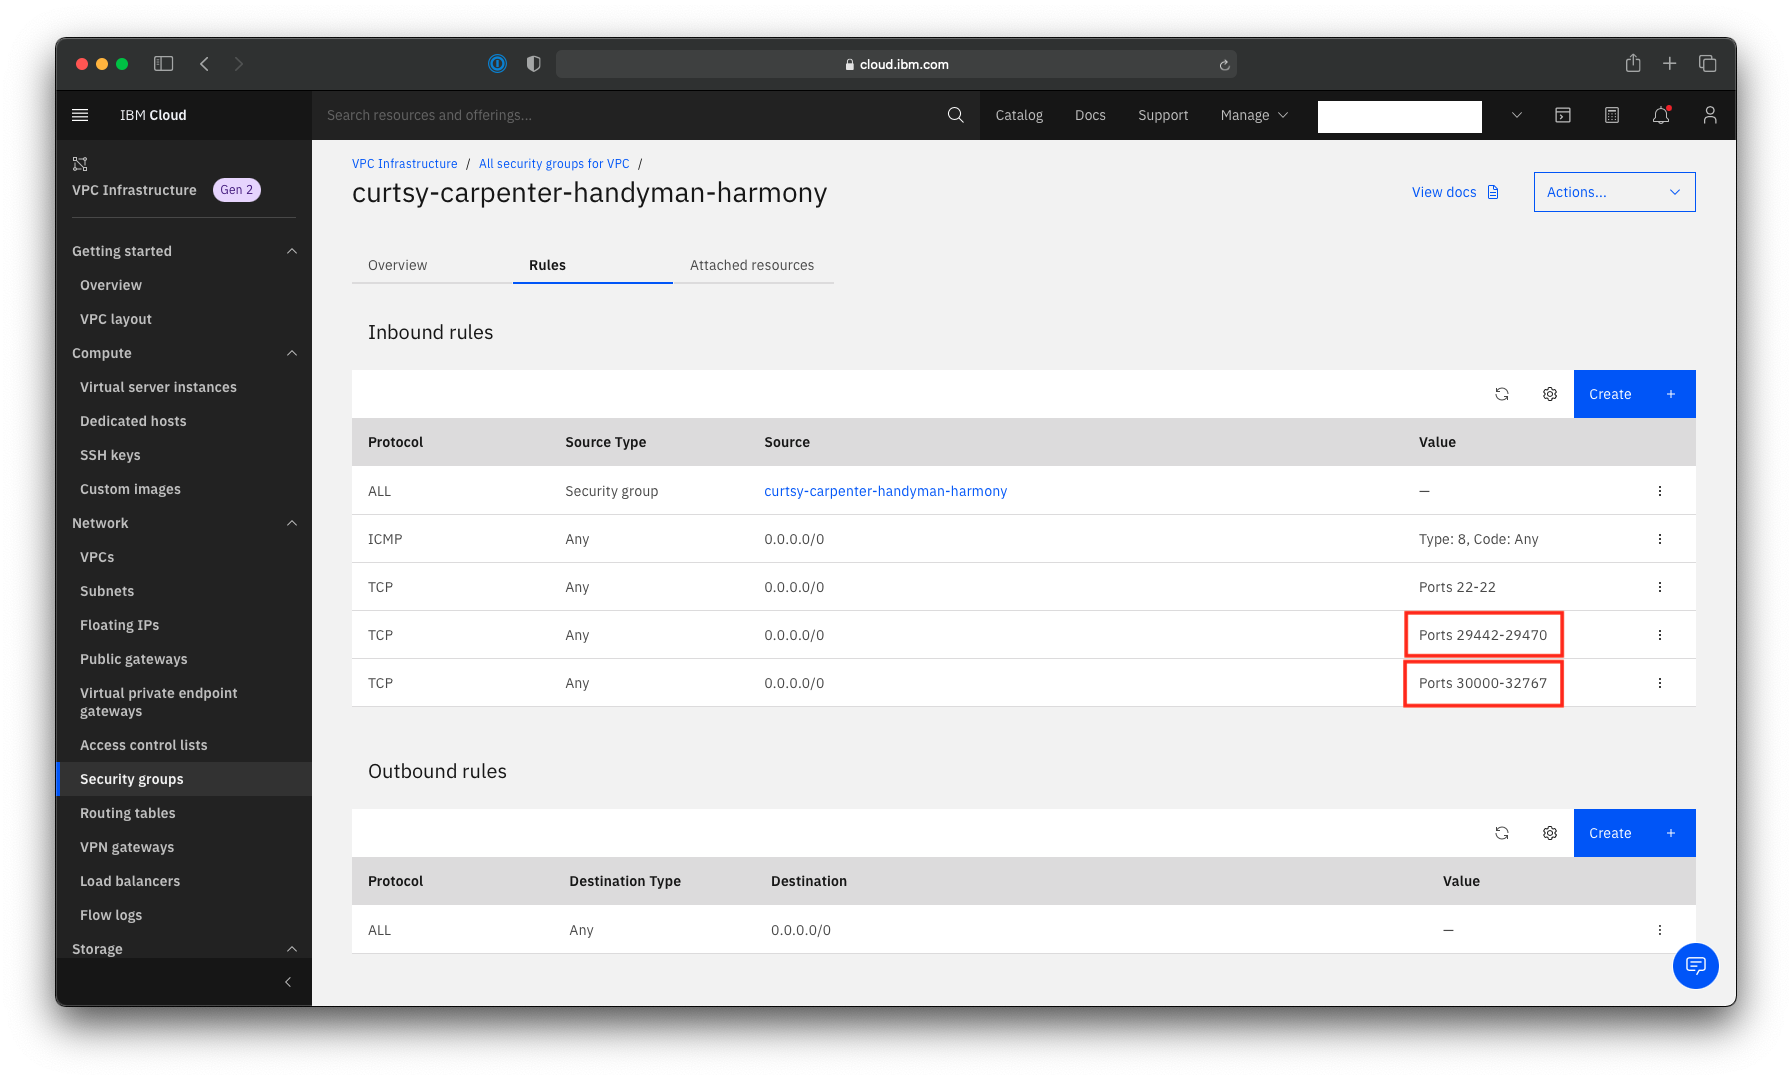 cloud.ibm.com
IBM Cloud
Search resources and offerings...
Catalog
Docs
Support
Manage
VPC Infrastructure
Gen 2
Getting started
Overview
VPC layout
Compute
Virtual server instances
Dedicated hosts
SSH keys
Custom images
Network
VPCs
Subnets
Floating IPs
Public gateways
Virtual private endpoint
gateways
Access control lists
Security groups
Routing tables
VPN gateways
Load balancers
Flow logs
Storage
VPC Infrastructure / All security groups for VPC /
curtsy-carpenter-handyman-harmony
View docs
Actions...
Overview
Rules
Attached resources
Inbound rules
Create +
Protocol Source Type Source Value
ALL Security group curtsy-carpenter-handyman-harmony —
ICMP Any 0.0.0.0/0 Type: 8, Code: Any
TCP Any 0.0.0.0/0 Ports 22-22
TCP Any 0.0.0.0/0 Ports 29442-29470
TCP Any 0.0.0.0/0 Ports 30000-32767
Outbound rules
Create +
Protocol Destination Type Destination Value
ALL Any 0.0.0.0/0 —